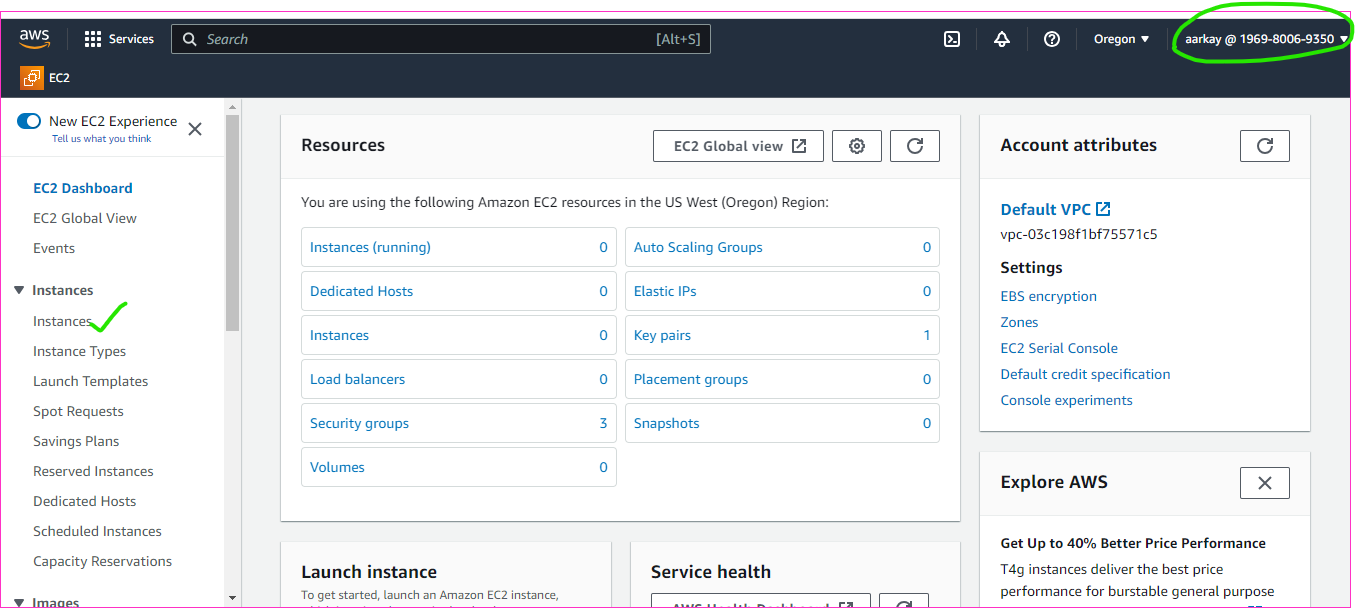 aws
Services
Search
[Alt+S]
Oregon
aarkay @ 1969-8006-9350
EC2
New EC2 Experience
Tell us what you think
EC2 Dashboard
EC2 Global View
Events
Instances
Instances
Instance Types
Launch Templates
Spot Requests
Savings Plans
Reserved Instances
Dedicated Hosts
Scheduled Instances
Capacity Reservations
Images
Resources
EC2 Global view
You are using the following Amazon EC2 resources in the US West (Oregon) Region:
Instances (running) 0
Auto Scaling Groups 0
Dedicated Hosts 0
Elastic IPs 0
Instances 0
Key pairs 1
Load balancers 0
Placement groups 0
Security groups 3
Snapshots 0
Volumes 0
Launch instance
To get started, launch an Amazon EC2 instance,
Service health
AWS Health Dashboard
Account attributes
Default VPC
vpc-03c198f1bf75571c5
Settings
EBS encryption
Zones
EC2 Serial Console
Default credit specification
Console experiments
Explore AWS
Get Up to 40% Better Price Performance
T4g instances deliver the best price
performance for burstable general purpose